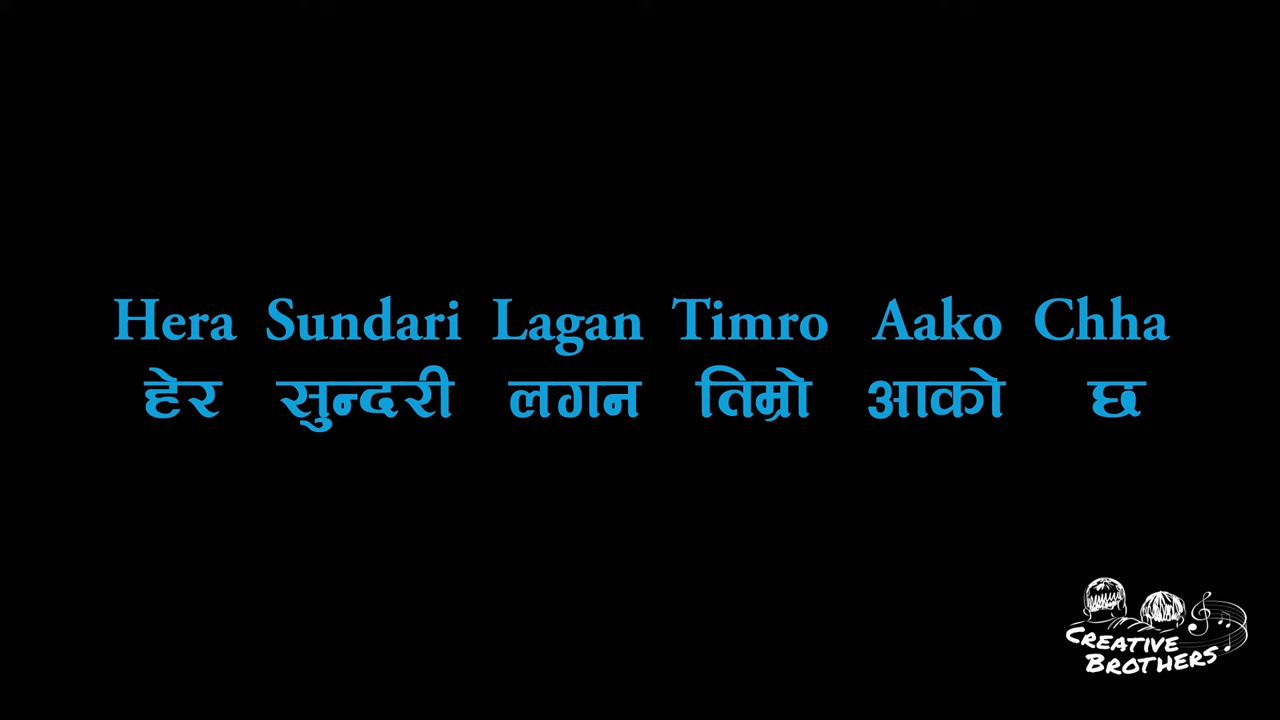 Hera Sundari Lagan Timro Aako Chha
हेर सुन्दरी लगन तिम्रो आको छ
CREATIVE
BROTHERS